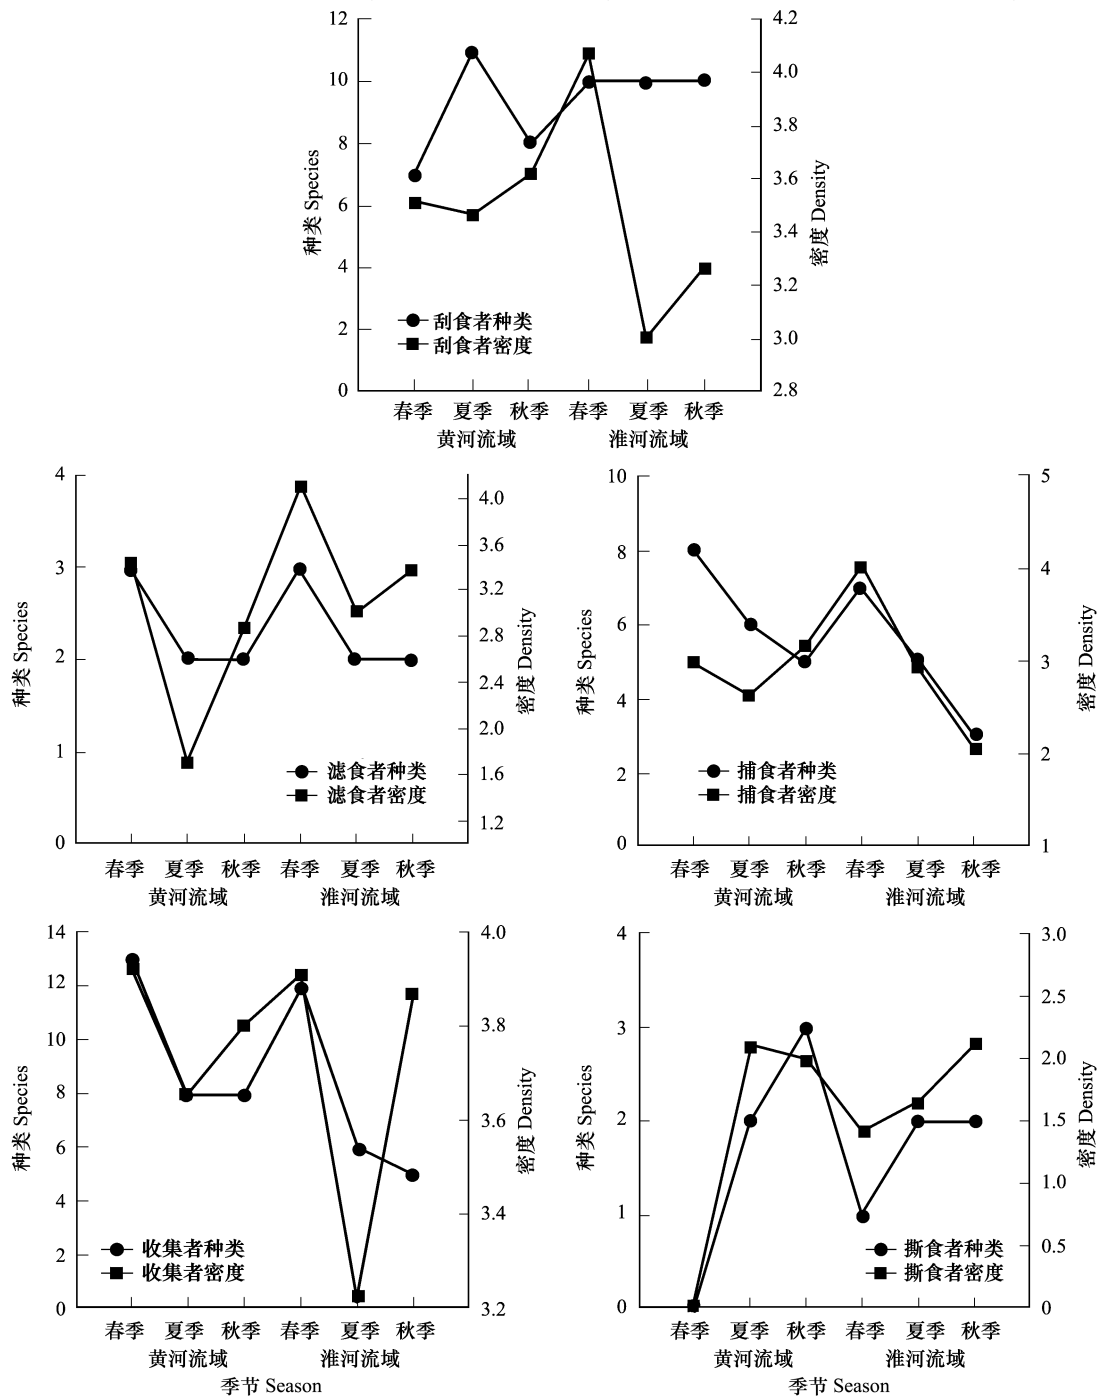 12
10
8
6
4
2
0
种类 Species
4.2
4.0
3.8
3.6
3.4
3.2
3.0
2.8
密度 Density
刮食者种类
刮食者密度
春季 夏季 秋季 春季 夏季 秋季
黄河流域 淮河流域
4
3
2
1
0
种类 Species
4.0
3.6
3.2
2.8
2.4
2.0
1.6
1.2
密度 Density
滤食者种类
滤食者密度
春季 夏季 秋季 春季 夏季 秋季
黄河流域 淮河流域
10
8
6
4
2
0
种类 Species
5
4
3
2
1
密度 Density
捕食者种类
捕食者密度
春季 夏季 秋季 春季 夏季 秋季
黄河流域 淮河流域
14
12
10
8
6
4
2
0
种类 Species
4.0
3.8
3.6
3.4
3.2
密度 Density
收集者种类
收集者密度
春季 夏季 秋季 春季 夏季 秋季
黄河流域 淮河流域
季节 Season
4
3
2
1
0
种类 Species
3.0
2.5
2.0
1.5
1.0
0.5
0
密度 Density
撕食者种类
撕食者密度
春季 夏季 秋季 春季 夏季 秋季
黄河流域 淮河流域
季节 Season